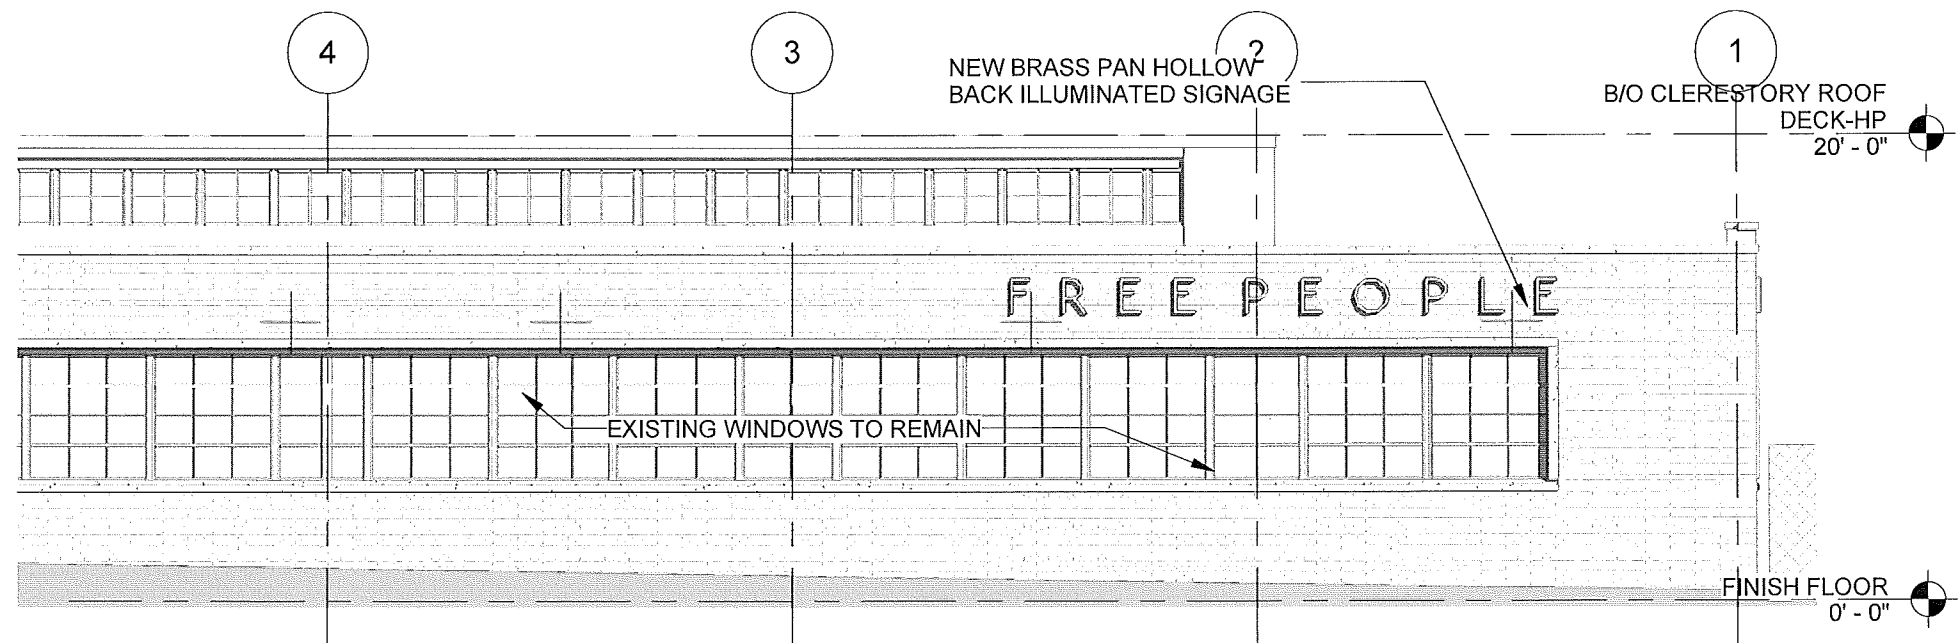 4
3
2
1
NEW BRASS PAN HOLLOW
BACK ILLUMINATED SIGNAGE
B/O CLERESTORY ROOF
DECK-HP
20' - 0"
FREE PEOPLE
EXISTING WINDOWS TO REMAIN
FINISH FLOOR
0' - 0"